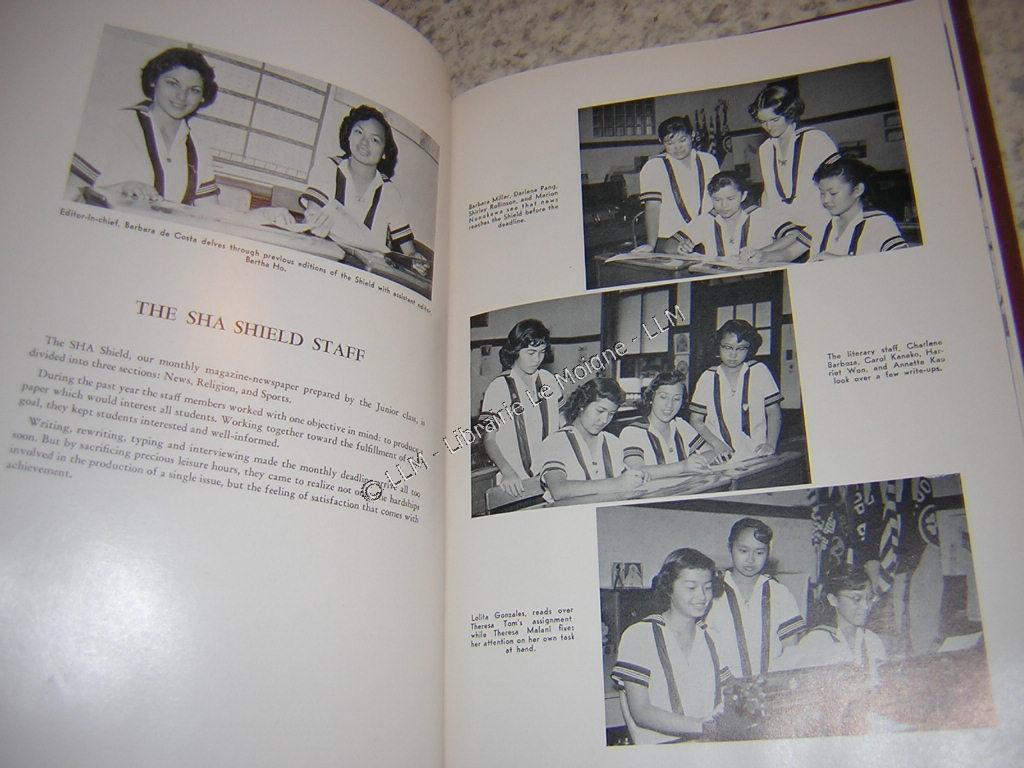 Editor-in-chief, Barbara de Costa delves through previous editions of the Shield with assistant editor,
Bertha Ho.
THE SHA SHIELD STAFF
The SHA Shield, our monthly magazine-newspaper prepared by the Junior class, is
divided into three sections: News, Religion, and Sports.
During the past year the staff members worked with one objective in mind: to produce a
paper which would interest all students. Working together toward the fulfillment of this
goal, they kept students interested and well-informed.
Writing, rewriting, typing and interviewing made the monthly deadline arrive all too
soon. But by sacrificing precious leisure hours, they came to realize not only the hardships
involved in the production of a single issue, but the feeling of satisfaction that comes with
achievement.
Barbara Miller, Darlene Pang,
Shirley Rollinson, and Marion
Nonakawa see that news
reaches the Shield before the
deadline.
The literary staff, Charlene
Barboza, Carol Kaneko, Har-
riet Won, and Annette Kau
look over a few write-ups.
Lolita Gonzales, reads over
Theresa Tom's assignment
while Theresa Malani fixes
her attention on her own task
at hand.
© LLM - Librairie Le Moigne - LLM